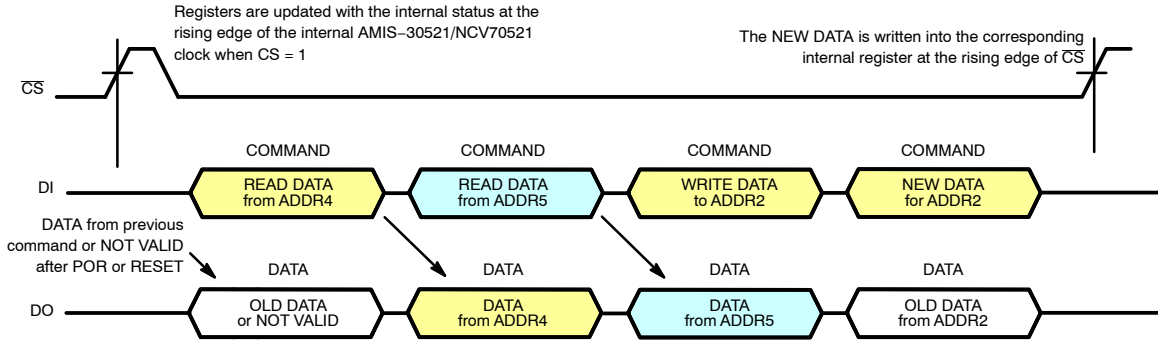 Registers are updated with the internal status at the
rising edge of the internal AMIS−30521/NCV70521
clock when CS = 1
The NEW DATA is written into the corresponding
internal register at the rising edge of C̅S̅
C̅S̅
COMMAND
COMMAND
COMMAND
COMMAND
DI
READ DATA
from ADDR4
READ DATA
from ADDR5
WRITE DATA
to ADDR2
NEW DATA
for ADDR2
DATA from previous
command or NOT VALID
after POR or RESET
DATA
DATA
DATA
DATA
DO
OLD DATA
or NOT VALID
DATA
from ADDR4
DATA
from ADDR5
OLD DATA
from ADDR2